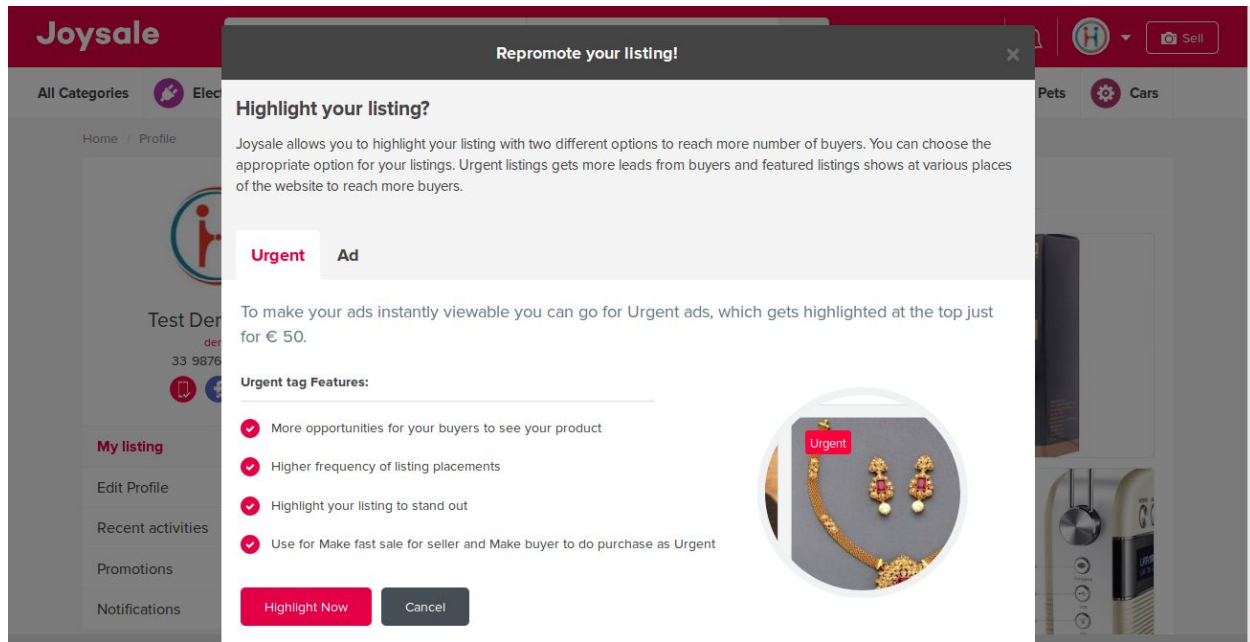 Joysale
Repromote your listing!
×
Sell
All Categories
Pets
Cars
Home / Profile
Highlight your listing?
Joysale allows you to highlight your listing with two different options to reach more number of buyers. You can choose the
appropriate option for your listings. Urgent listings gets more leads from buyers and featured listings shows at various places
of the website to reach more buyers.
Urgent
Ad
To make your ads instantly viewable you can go for Urgent ads, which gets highlighted at the top just
for € 50.
Urgent tag Features:
More opportunities for your buyers to see your product
Higher frequency of listing placements
Highlight your listing to stand out
Use for Make fast sale for seller and Make buyer to do purchase as Urgent
Urgent
Highlight Now
Cancel
Test
33 9876
My listing
Edit Profile
Recent activities
Promotions
Notifications